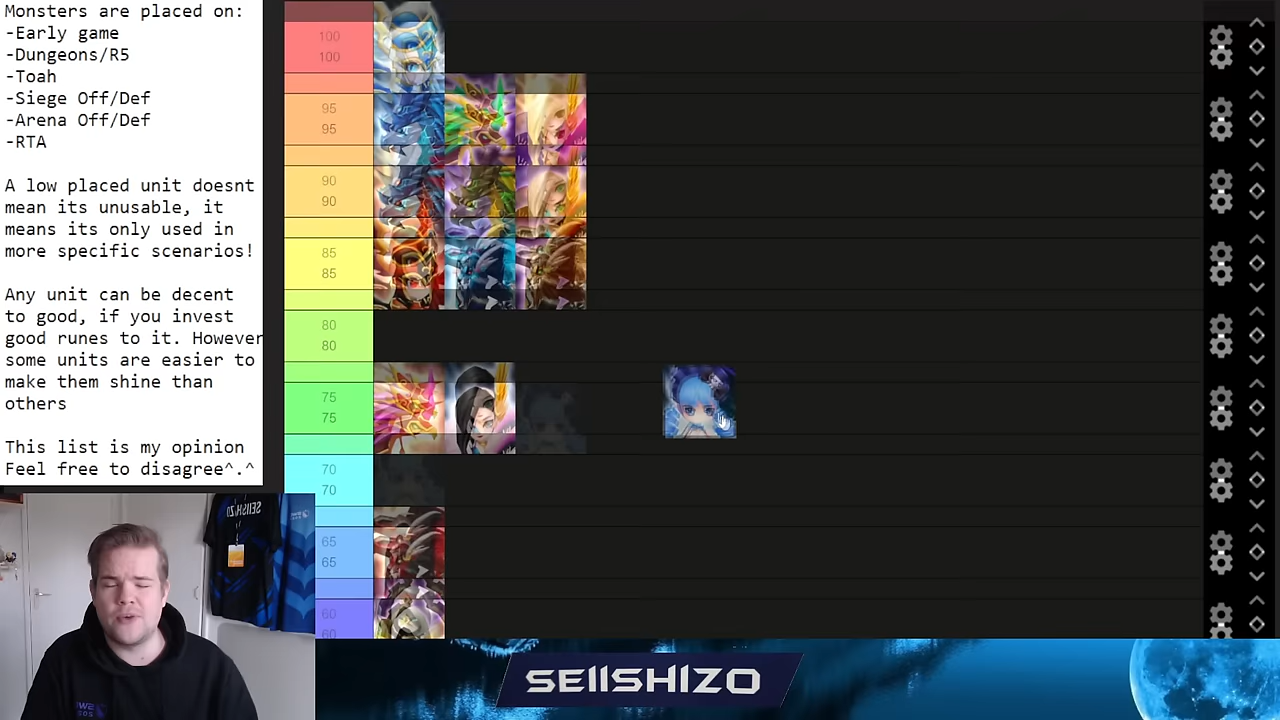 Monsters are placed on:
-Early game
-Dungeons/R5
-Toah
-Siege Off/Def
-Arena Off/Def
-RTA
A low placed unit doesnt
mean its unusable, it
means its only used in
more specific scenarios!
Any unit can be decent
to good, if you invest
good runes to it. However
some units are easier to
make them shine than
others
This list is my opinion
Feel free to disagree^.^
100
100
95
95
90
90
85
85
80
80
75
75
70
70
65
65
60
60
SEIISHIZO
SEIISHIZO